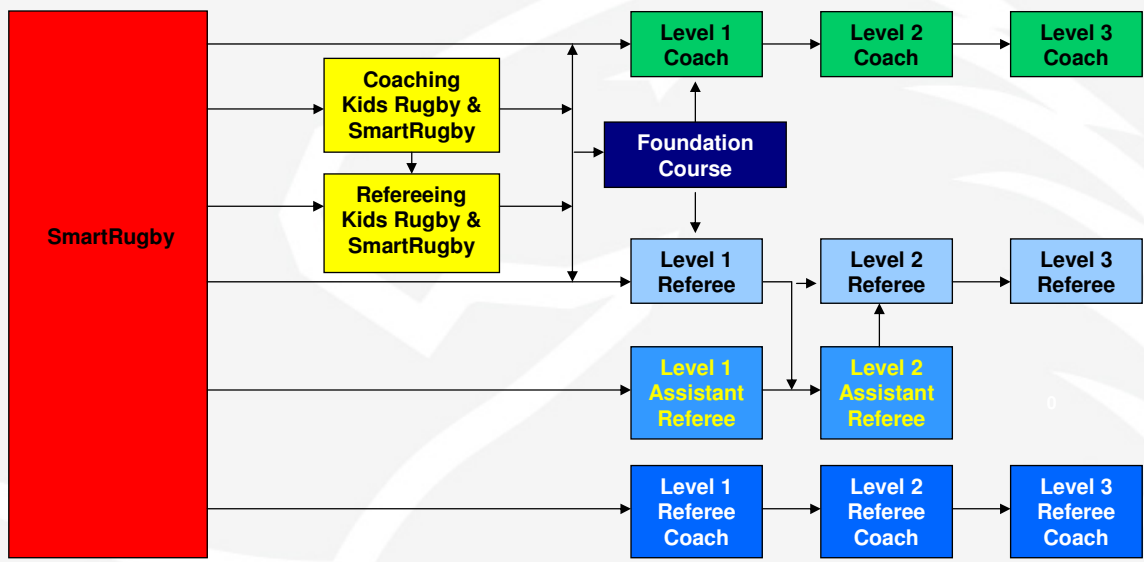 SmartRugby
Coaching
Kids Rugby &
SmartRugby
Refereeing
Kids Rugby &
SmartRugby
Foundation
Course
Level 1
Coach
Level 2
Coach
Level 3
Coach
Level 1
Referee
Level 2
Referee
Level 3
Referee
Level 1
Assistant
Referee
Level 2
Assistant
Referee
0
Level 1
Referee
Coach
Level 2
Referee
Coach
Level 3
Referee
Coach